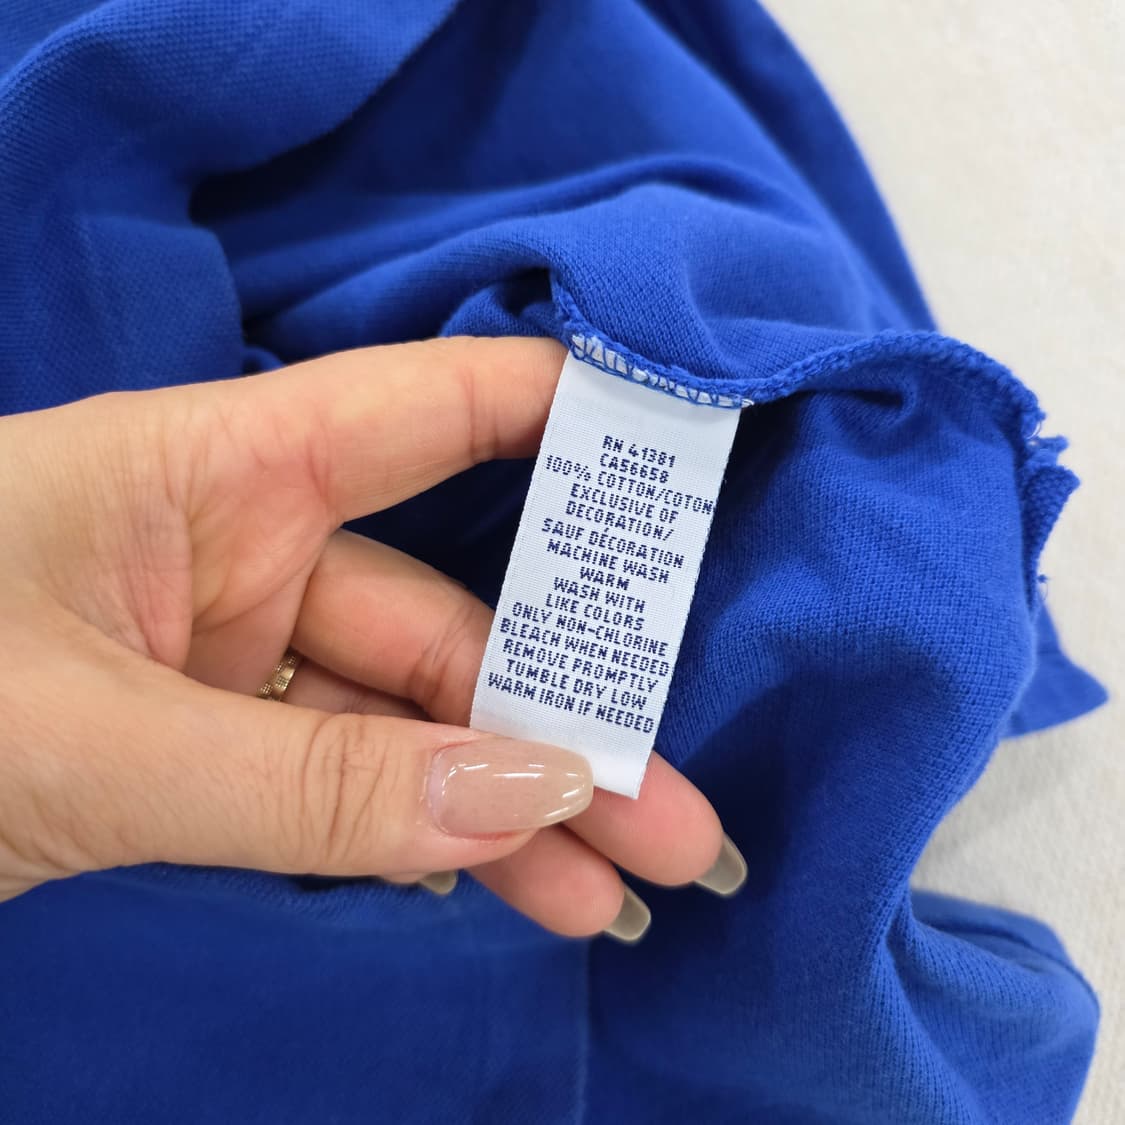 RN 41381
CA56658
100% COTTON/COTON
EXCLUSIVE OF
DECORATION/
SAUF DÉCORATION
MACHINE WASH
WARM
WASH WITH
LIKE COLORS
ONLY NON-CHLORINE
BLEACH WHEN NEEDED
REMOVE PROMPTLY
TUMBLE DRY LOW
WARM IRON IF NEEDED